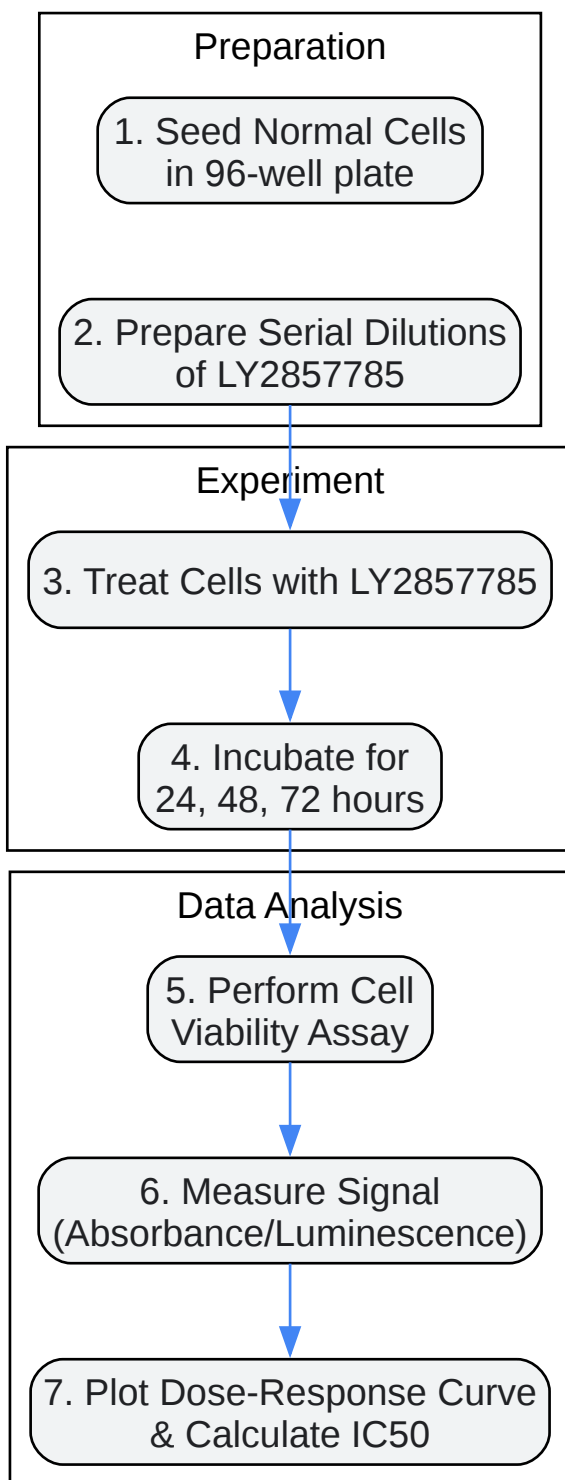 Preparation
1. Seed Normal Cells
in 96-well plate
2. Prepare Serial Dilutions
of LY2857785
Experiment
3. Treat Cells with LY2857785
4. Incubate for
24, 48, 72 hours
Data Analysis
5. Perform Cell
Viability Assay
6. Measure Signal
(Absorbance/Luminescence)
7. Plot Dose-Response Curve
& Calculate IC50